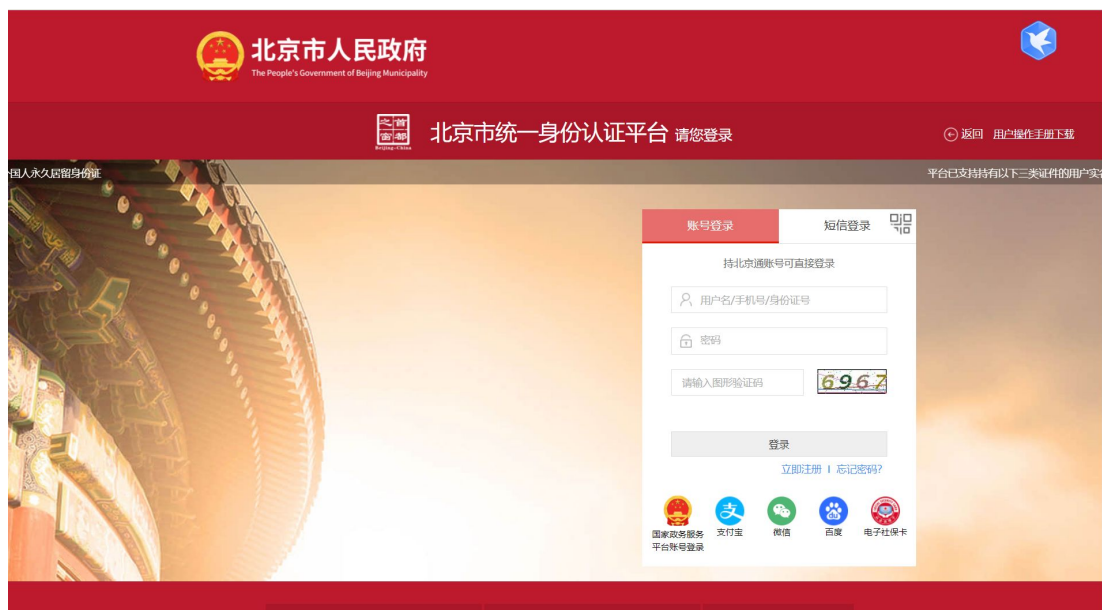 北京市人民政府
The People's Government of Beijing Municipality
首都之窗
Beijing-China
北京市统一身份认证平台 请您登录
返回 用户操作手册下载
国人永久居留身份证
平台已支持持有以下三类证件的用户实
账号登录 短信登录
持北京通账号可直接登录
用户名/手机号/身份证号
密码
请输入图形验证码 6967
登录
立即注册 | 忘记密码?
国家政务服务
平台账号登录
支付宝
微信
百度
电子社保卡